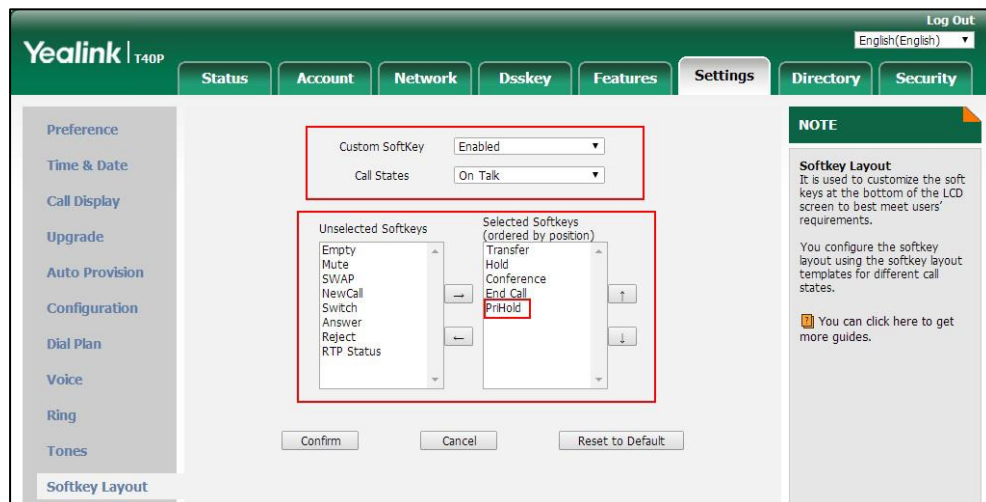 Log Out
English(English)
Yealink | T40P
Status Account Network Dsskey Features Settings Directory Security
Preference
Time & Date
Call Display
Upgrade
Auto Provision
Configuration
Dial Plan
Voice
Ring
Tones
Softkey Layout
Custom SoftKey Enabled
Call States On Talk
Unselected Softkeys
Empty
Mute
SWAP
NewCall
Switch
Answer
Reject
RTP Status
→
←
Selected Softkeys
(ordered by position)
Transfer
Hold
Conference
End Call
PriHold
↑
↓
Confirm Cancel Reset to Default
NOTE
Softkey Layout
It is used to customize the soft
keys at the bottom of the LCD
screen to best meet users'
requirements.
You configure the softkey
layout using the softkey layout
templates for different call
states.
? You can click here to get
more guides.